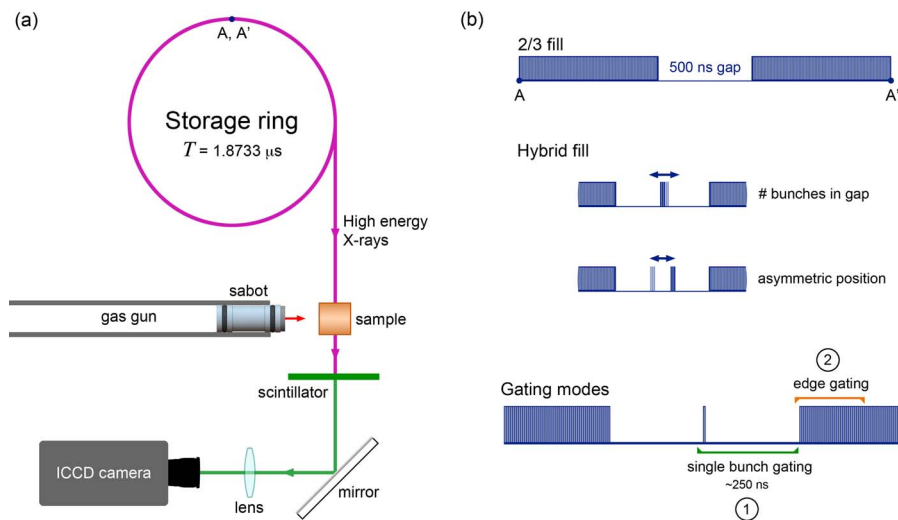 (a)
A, A'
Storage ring
T = 1.8733 μs
High energy
X-rays
sabot
gas gun
sample
scintillator
ICCD camera
lens
mirror
(b)
2/3 fill
500 ns gap
A
A'
Hybrid fill
# bunches in gap
asymmetric position
2
Gating modes
edge gating
single bunch gating
~250 ns
1